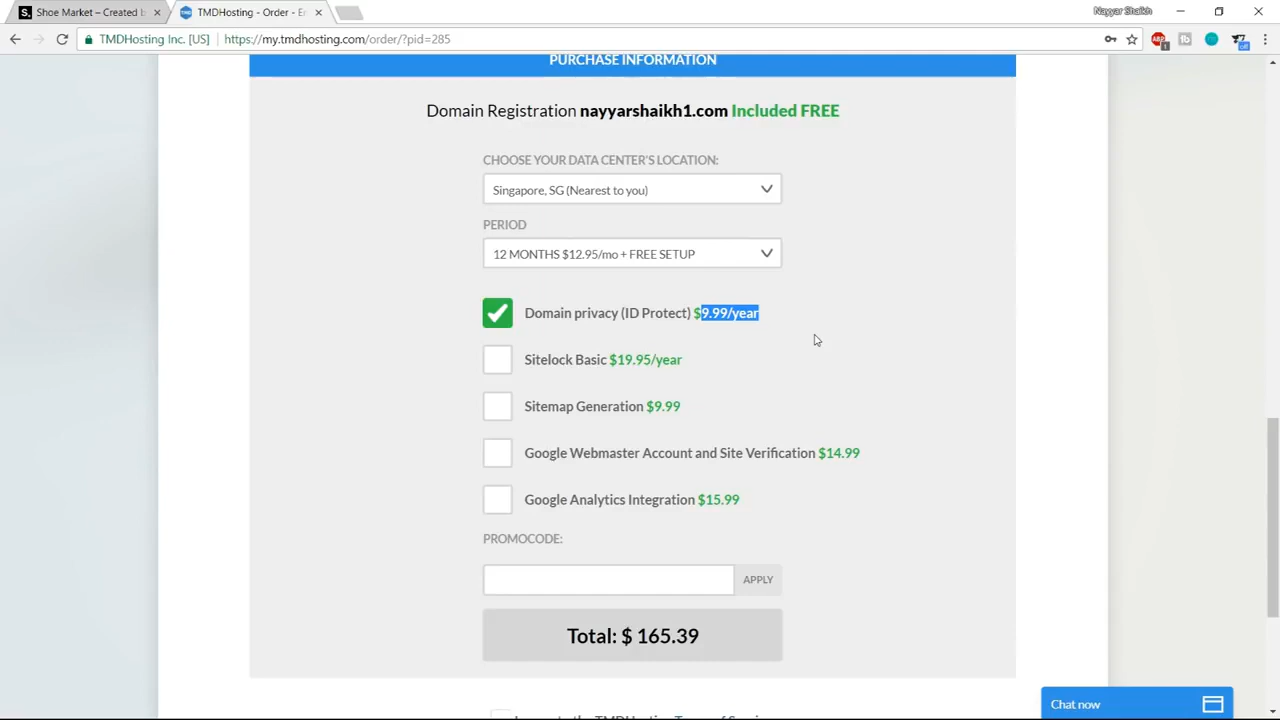 Shoe Market – Created b
TMDHosting - Order - E
Nayyar Shaikh
TMDHosting Inc. [US]
https://my.tmdhosting.com/order/?pid=285
PURCHASE INFORMATION
Domain Registration nayyarshaikh1.com Included FREE
CHOOSE YOUR DATA CENTER'S LOCATION:
Singapore, SG (Nearest to you)
PERIOD
12 MONTHS $12.95/mo + FREE SETUP
Domain privacy (ID Protect) $9.99/year
Sitelock Basic $19.95/year
Sitemap Generation $9.99
Google Webmaster Account and Site Verification $14.99
Google Analytics Integration $15.99
PROMOCODE:
APPLY
Total: $ 165.39
Chat now